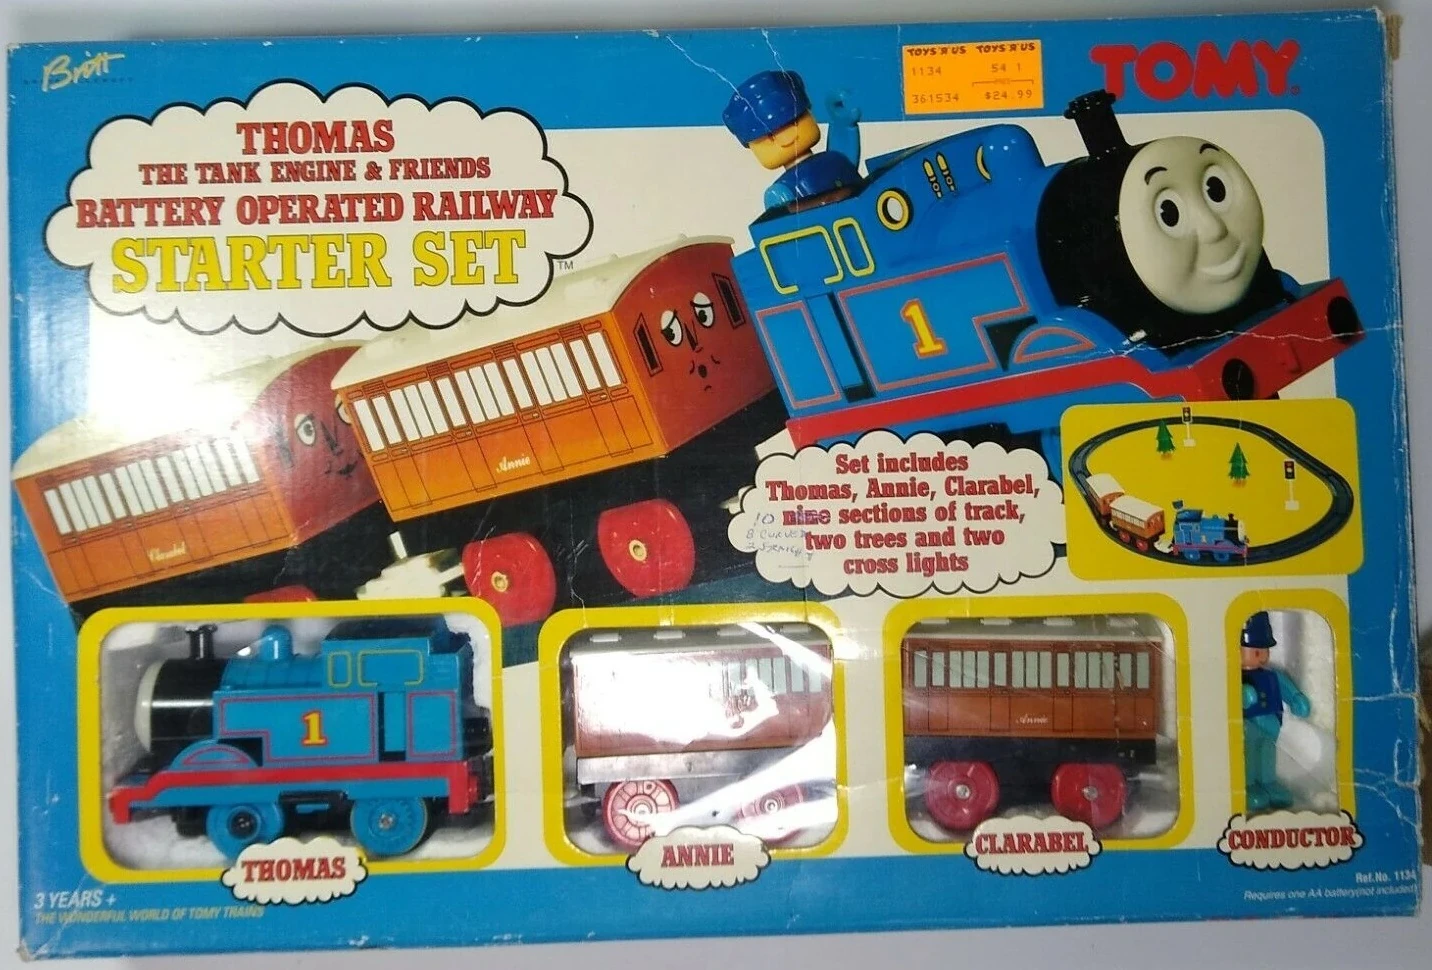 Britt
TOYS "R" US TOYS "R" US
1134 54 1
361534 $24.99
TOMY
THOMAS
THE TANK ENGINE & FRIENDS
BATTERY OPERATED RAILWAY
STARTER SET
TM
1
Annie
Clarabel
Set includes
Thomas, Annie, Clarabel,
10 nine sections of track,
8 CURVED
two trees and two
2 STRAIGHT
cross lights
1
Annie
THOMAS
ANNIE
CLARABEL
CONDUCTOR
3 YEARS +
THE WONDERFUL WORLD OF TOMY TRAINS
Ref.No. 1134
Requires one AA battery(not included)